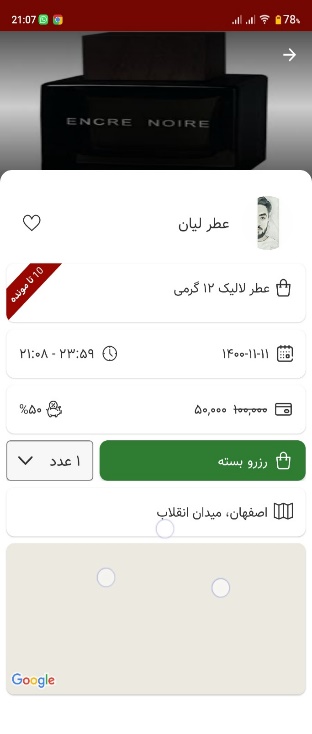 21:07 78%
ENCRE NOIRE
عطر لیان
10 تا مونده
عطر لالیک ۱۲ گرمی
۱۴۰۰-۱۱-۱۱
۲۱:۰۸ - ۲۳:۵۹
۱۰۰,۰۰۰ ۵۰,۰۰۰
%۵۰
رزرو بسته
۱ عدد
اصفهان، میدان انقلاب
Google